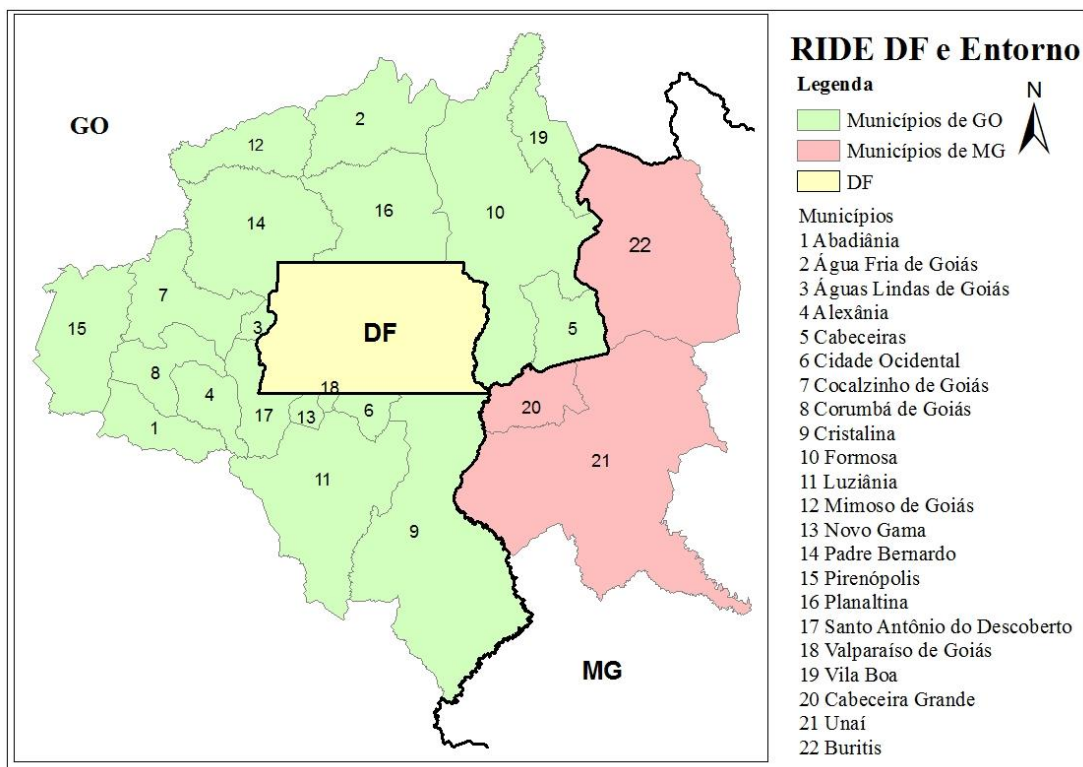 RIDE DF e Entorno
Legenda
N
Municípios de GO
Municípios de MG
DF
Municípios
1 Abadiânia
2 Água Fria de Goiás
3 Águas Lindas de Goiás
4 Alexânia
5 Cabeceiras
6 Cidade Ocidental
7 Cocalzinho de Goiás
8 Corumbá de Goiás
9 Cristalina
10 Formosa
11 Luziânia
12 Mimoso de Goiás
13 Novo Gama
14 Padre Bernardo
15 Pirenópolis
16 Planaltina
17 Santo Antônio do Descoberto
18 Valparaíso de Goiás
19 Vila Boa
20 Cabeceira Grande
21 Unaí
22 Buritis
GO
2
12
19
16
10
14
22
7
15
3
DF
5
8
4
18
17
13
6
20
1
21
11
9
MG